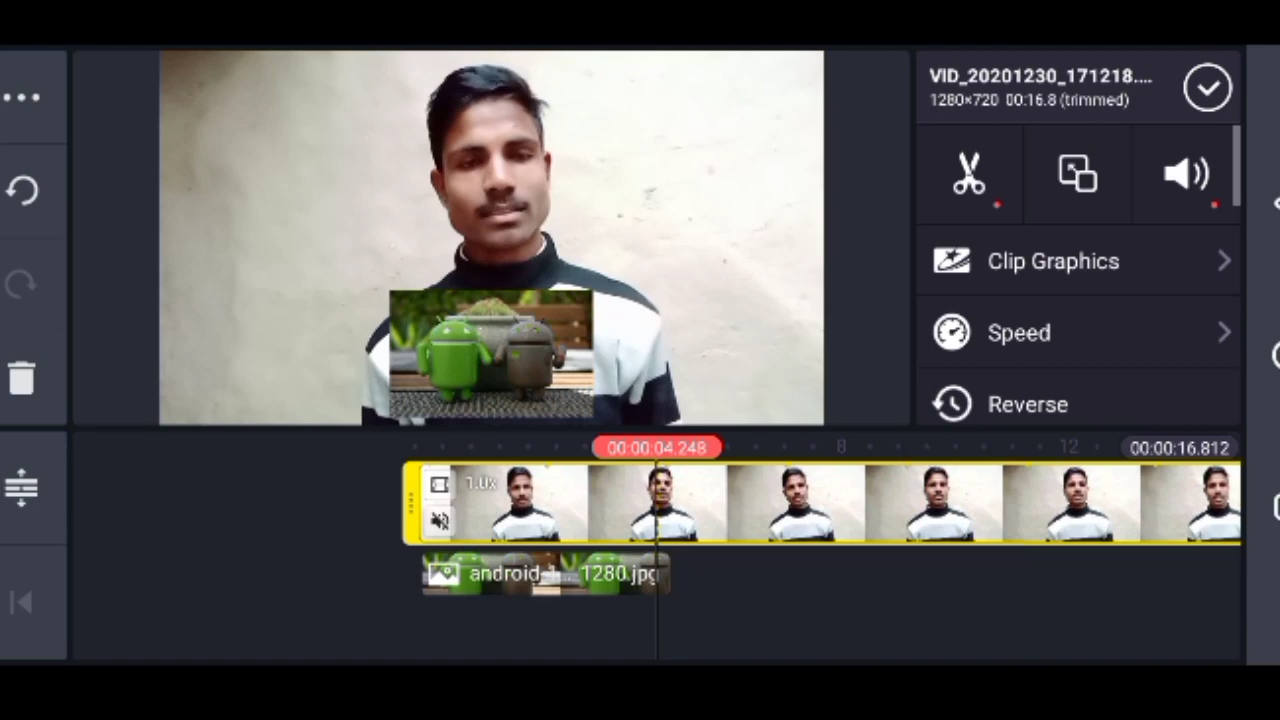 VID_20201230_171218....
1280×720 00:16.8 (trimmed)
Clip Graphics
Speed
Reverse
00:00:04.248
8
12
00:00:16.812
1.0x
android-1... 1280.jpg